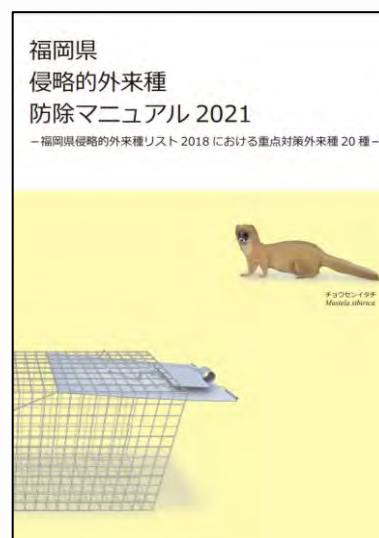 福岡県
侵略的外来種
防除マニュアル 2021
－福岡県侵略的外来種リスト 2018 における重点対策外来種 20 種－
チョウセンイタチ
Mustela sibirica